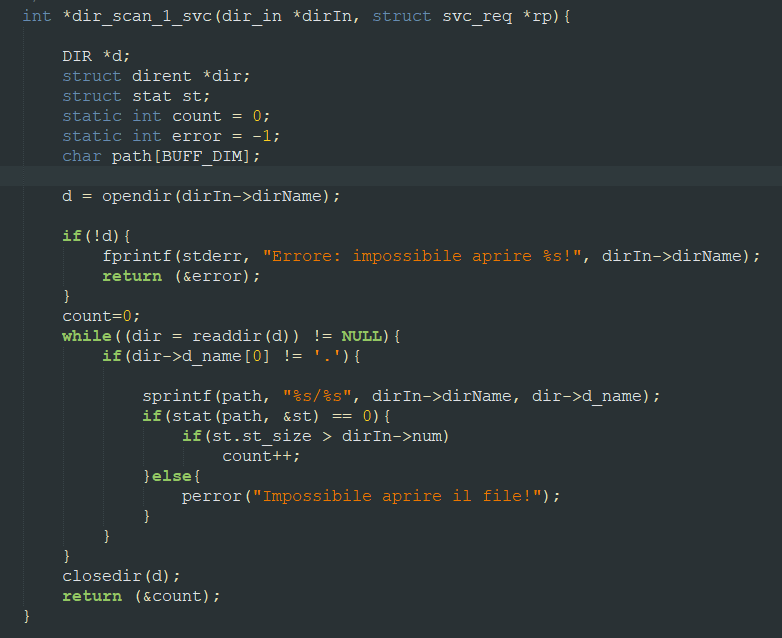 int *dir_scan_1_svc(dir_in *dirIn, struct svc_req *rp){
DIR *d;
struct dirent *dir;
struct stat st;
static int count = 0;
static int error = -1;
char path[BUFF_DIM];
d = opendir(dirIn->dirName);
if(!d){
fprintf(stderr, "Errore: impossibile aprire %s!", dirIn->dirName);
return (&error);
}
count=0;
while((dir = readdir(d)) != NULL){
if(dir->d_name[0] != '.'){
sprintf(path, "%s/%s", dirIn->dirName, dir->d_name);
if(stat(path, &st) == 0){
if(st.st_size > dirIn->num)
count++;
}else{
perror("Impossibile aprire il file!");
}
}
}
closedir(d);
return (&count);
}